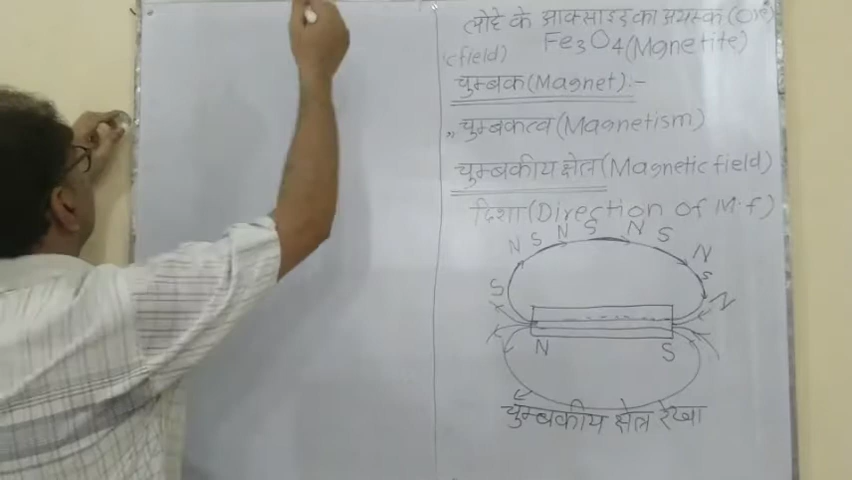 लोहे के आक्साइड का अयस्क (Ore)
(field) Fe3O4 (Magnetite)
चुम्बक (Magnet) :-
,, चुम्बकत्व (Magnetism)
चुम्बकीय क्षेत्र (Magnetic field)
दिशा (Direction of M.f)
N S N S N S N S N
S
N S
चुम्बकीय क्षेत्र रेखा